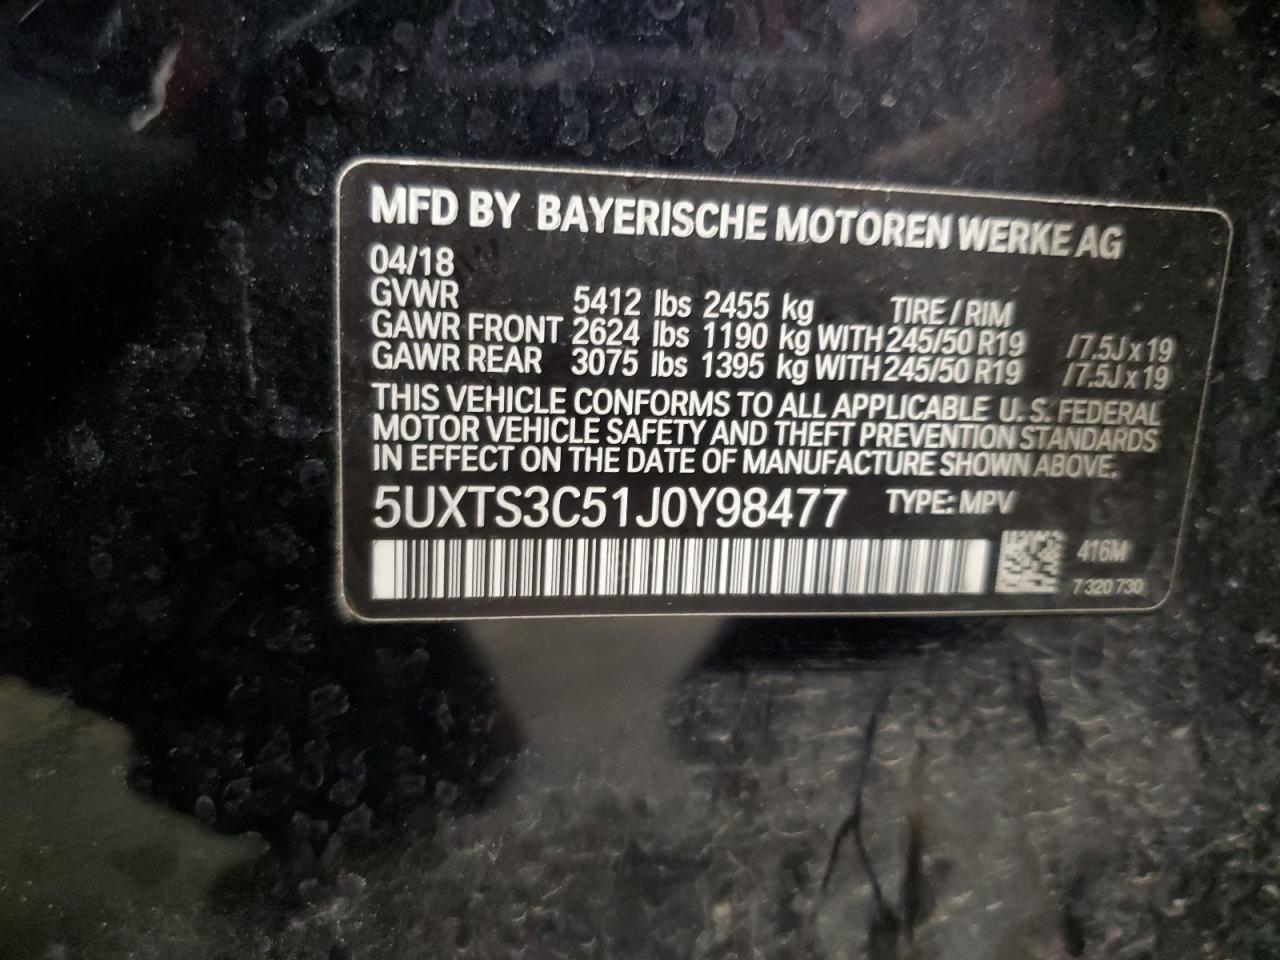 MFD BY BAYERISCHE MOTOREN WERKE AG
04/18
GVWR 5412 lbs 2455 kg TIRE / RIM
GAWR FRONT 2624 lbs 1190 kg WITH 245/50 R19 /7.5J x 19
GAWR REAR 3075 lbs 1395 kg WITH 245/50 R19 /7.5J x 19
THIS VEHICLE CONFORMS TO ALL APPLICABLE U. S. FEDERAL
MOTOR VEHICLE SAFETY AND THEFT PREVENTION STANDARDS
IN EFFECT ON THE DATE OF MANUFACTURE SHOWN ABOVE.
5UXTS3C51J0Y98477 TYPE: MPV
416M
7 320 730